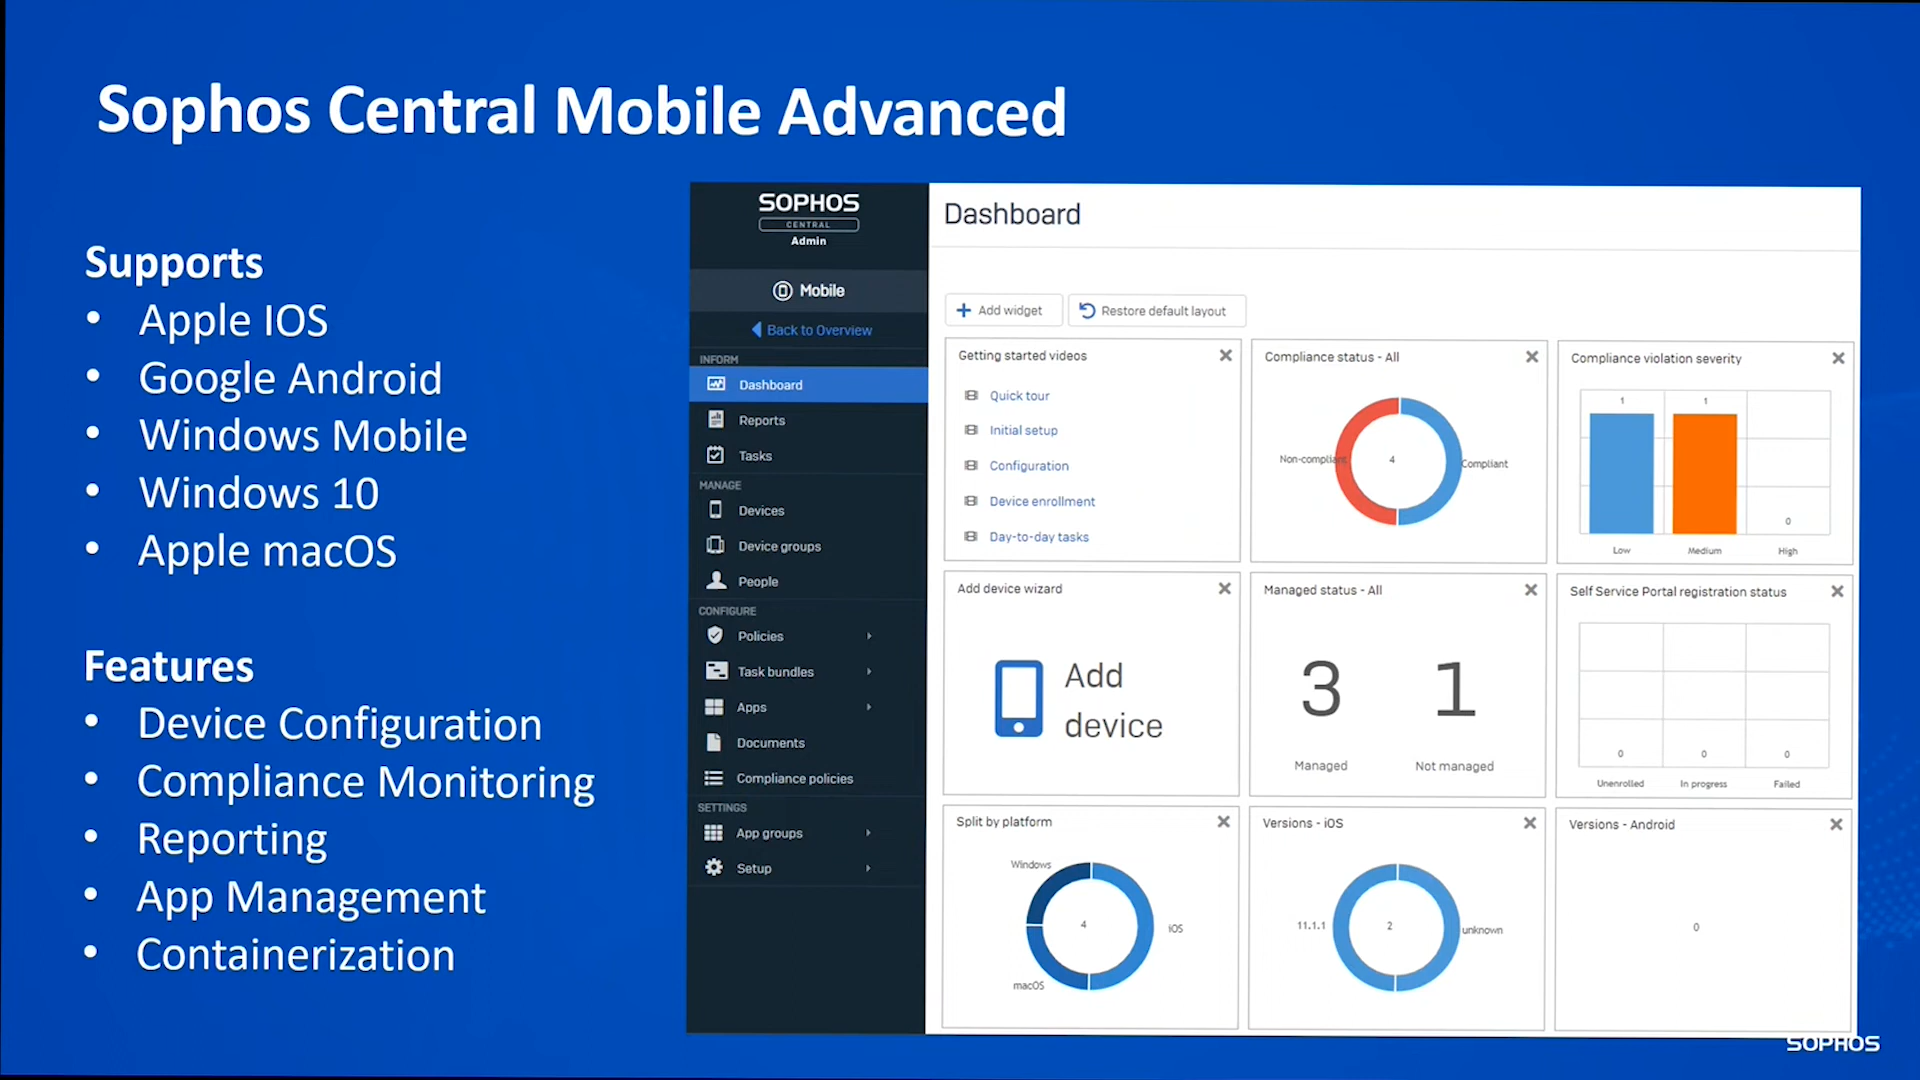 Sophos Central Mobile Advanced
Supports
• Apple IOS
• Google Android
• Windows Mobile
• Windows 10
• Apple macOS
Features
• Device Configuration
• Compliance Monitoring
• Reporting
• App Management
• Containerization
SOPHOS
CENTRAL
Admin
Mobile
Back to Overview
INFORM
Dashboard
Reports
Tasks
MANAGE
Devices
Device groups
People
CONFIGURE
Policies
Task bundles
Apps
Documents
Compliance policies
SETTINGS
App groups
Setup
Dashboard
Add widget
Restore default layout
Getting started videos
Quick tour
Initial setup
Configuration
Device enrollment
Day-to-day tasks
Compliance status - All
Non-compliant
4
Compliant
Compliance violation severity
1 1 0
Low Medium High
Add device wizard
Add
device
Managed status - All
3 1
Managed Not managed
Self Service Portal registration status
0 0 0
Unenrolled In progress Failed
Split by platform
Windows
4
iOS
macOS
Versions - iOS
11.1.1
2
unknown
Versions - Android
0
SOPHOS